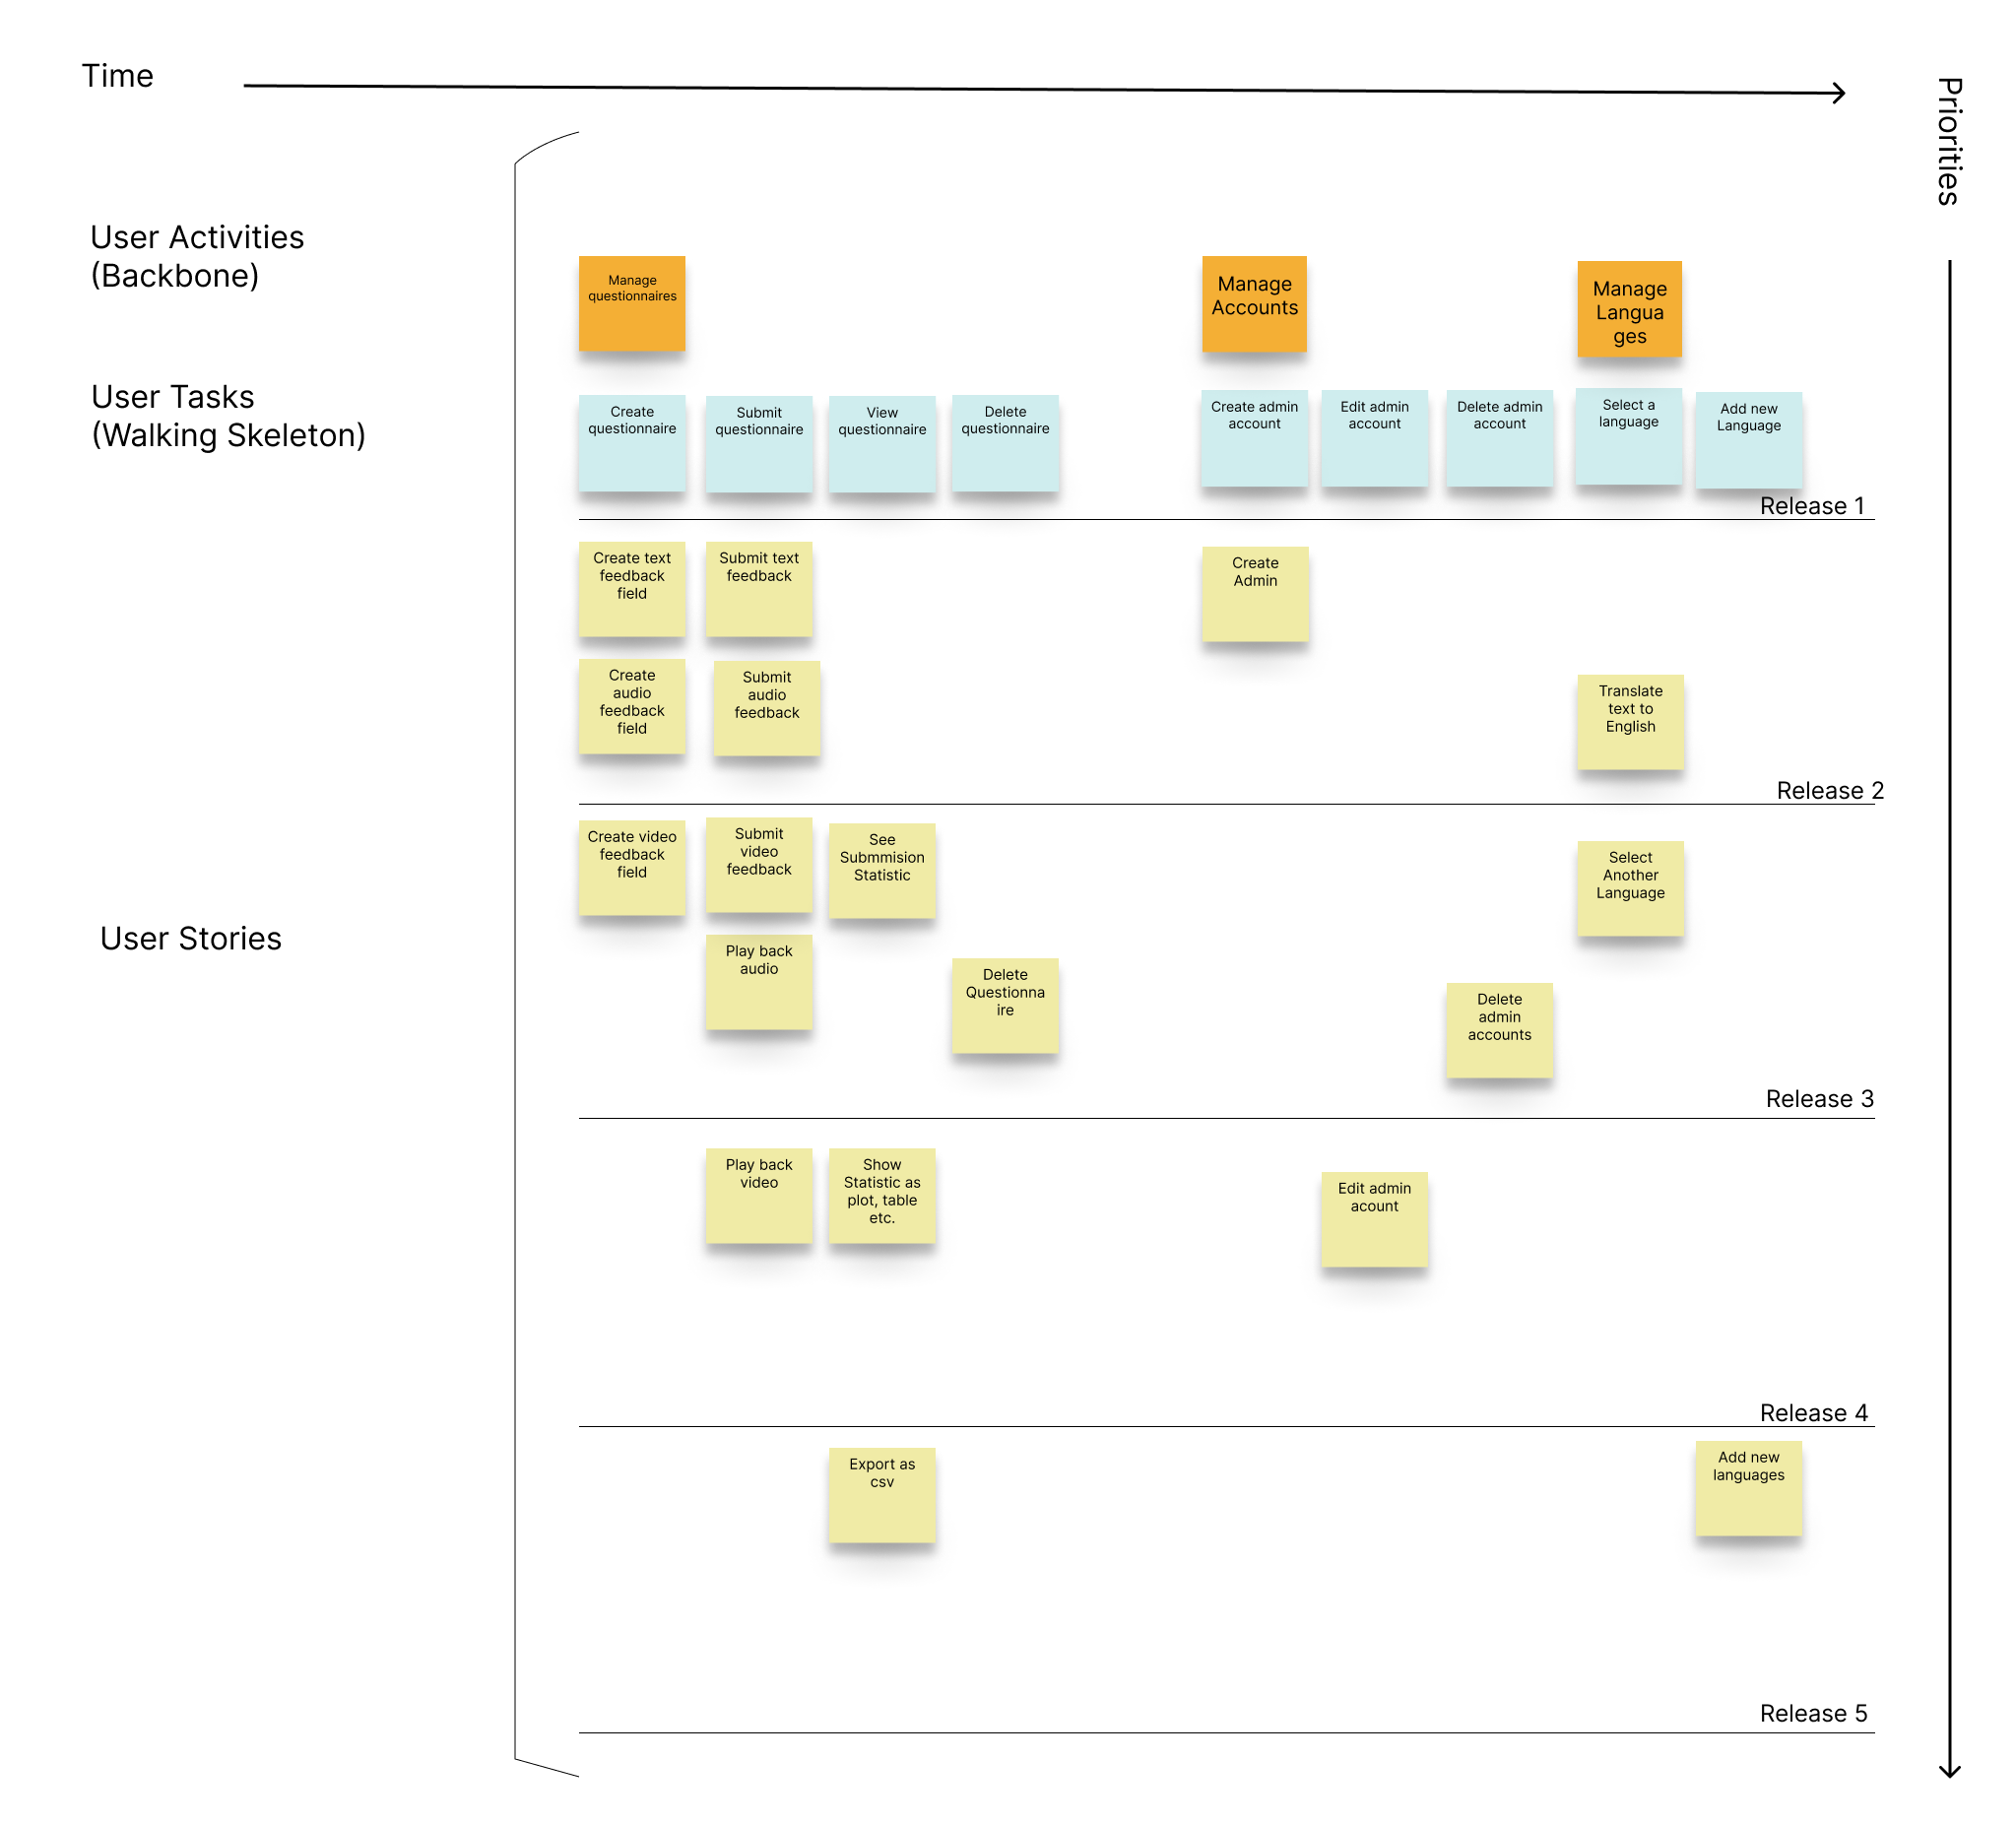 Time
Priorities
User Activities
(Backbone)
Manage
questionnaires
Manage
Accounts
Manage
Langua
ges
User Tasks
(Walking Skeleton)
Create
questionnaire
Submit
questionnaire
View
questionnaire
Delete
questionnaire
Create admin
account
Edit admin
account
Delete admin
account
Select a
language
Add new
Language
Release 1
Create text
feedback
field
Submit text
feedback
Create
Admin
Create
audio
feedback
field
Submit
audio
feedback
Translate
text to
English
Release 2
Create video
feedback
field
Submit
video
feedback
See
Submmision
Statistic
Select
Another
Language
User Stories
Play back
audio
Delete
Questionna
ire
Delete
admin
accounts
Release 3
Play back
video
Show
Statistic as
plot, table
etc.
Edit admin
acount
Release 4
Export as
csv
Add new
languages
Release 5